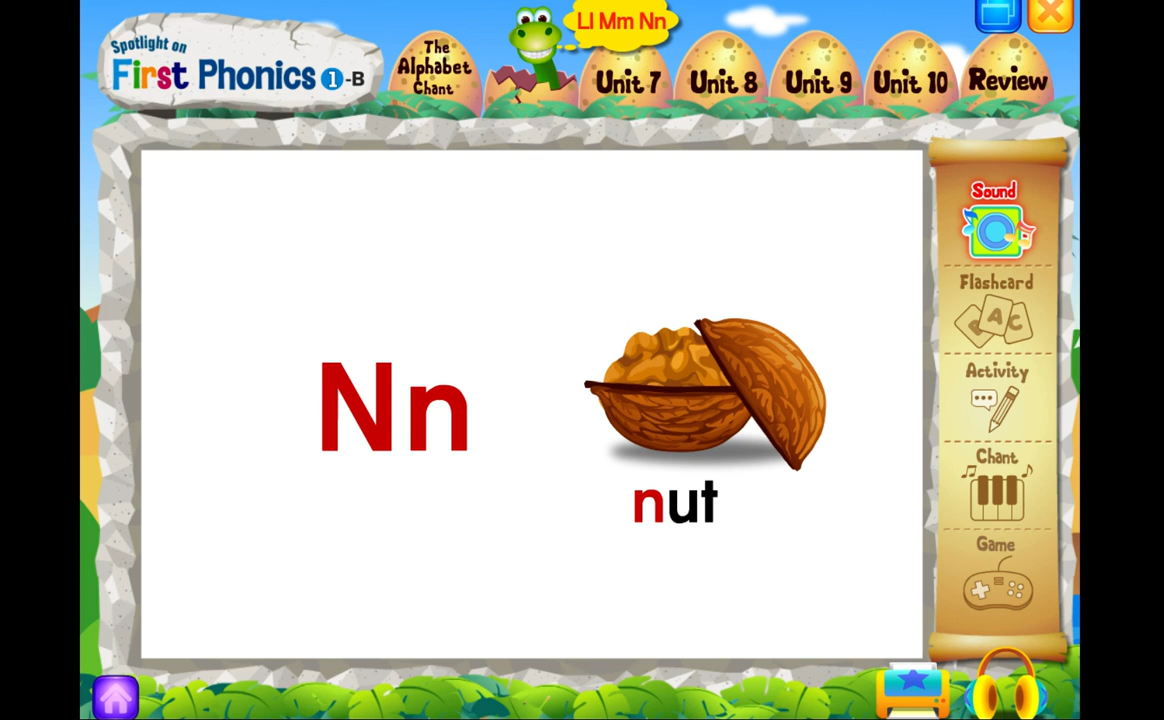 Spotlight on
First Phonics 1-B
The
Alphabet
Chant
Ll Mm Nn
Unit 7
Unit 8
Unit 9
Unit 10
Review
Sound
Flashcard
A C
Activity
Chant
Game
Nn
nut